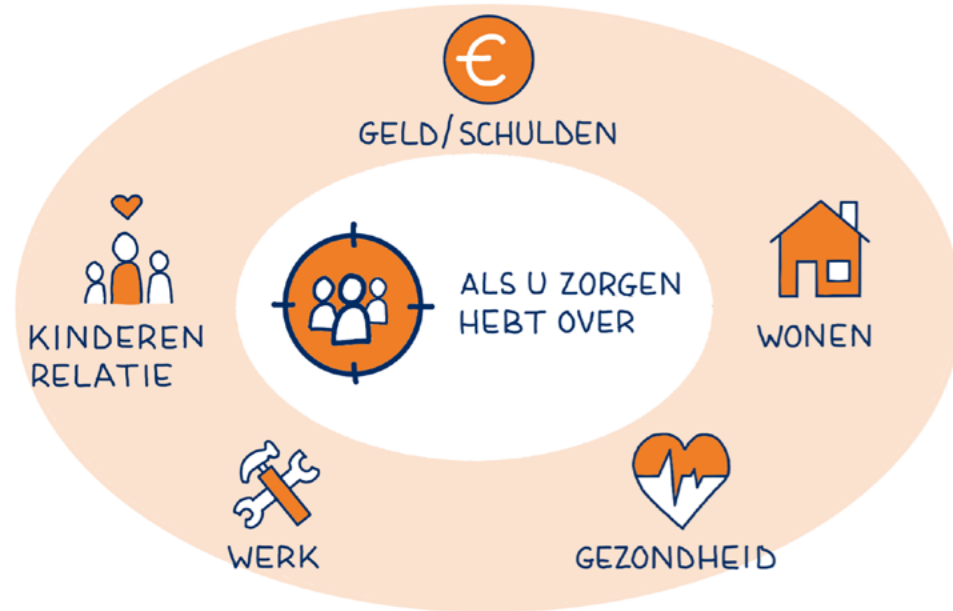 €
GELD/SCHULDEN
ALS U ZORGEN
HEBT OVER
WONEN
GEZONDHEID
WERK
KINDEREN
RELATIE